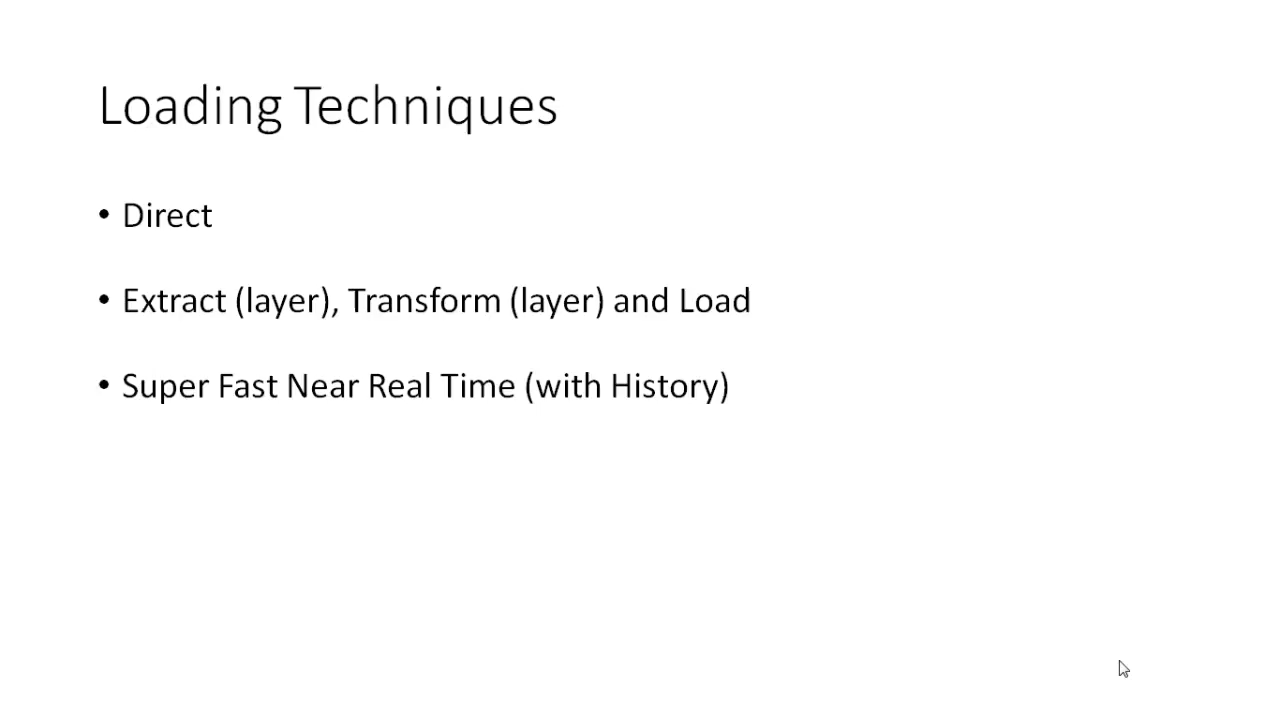 Loading Techniques
• Direct
• Extract (layer), Transform (layer) and Load
• Super Fast Near Real Time (with History)